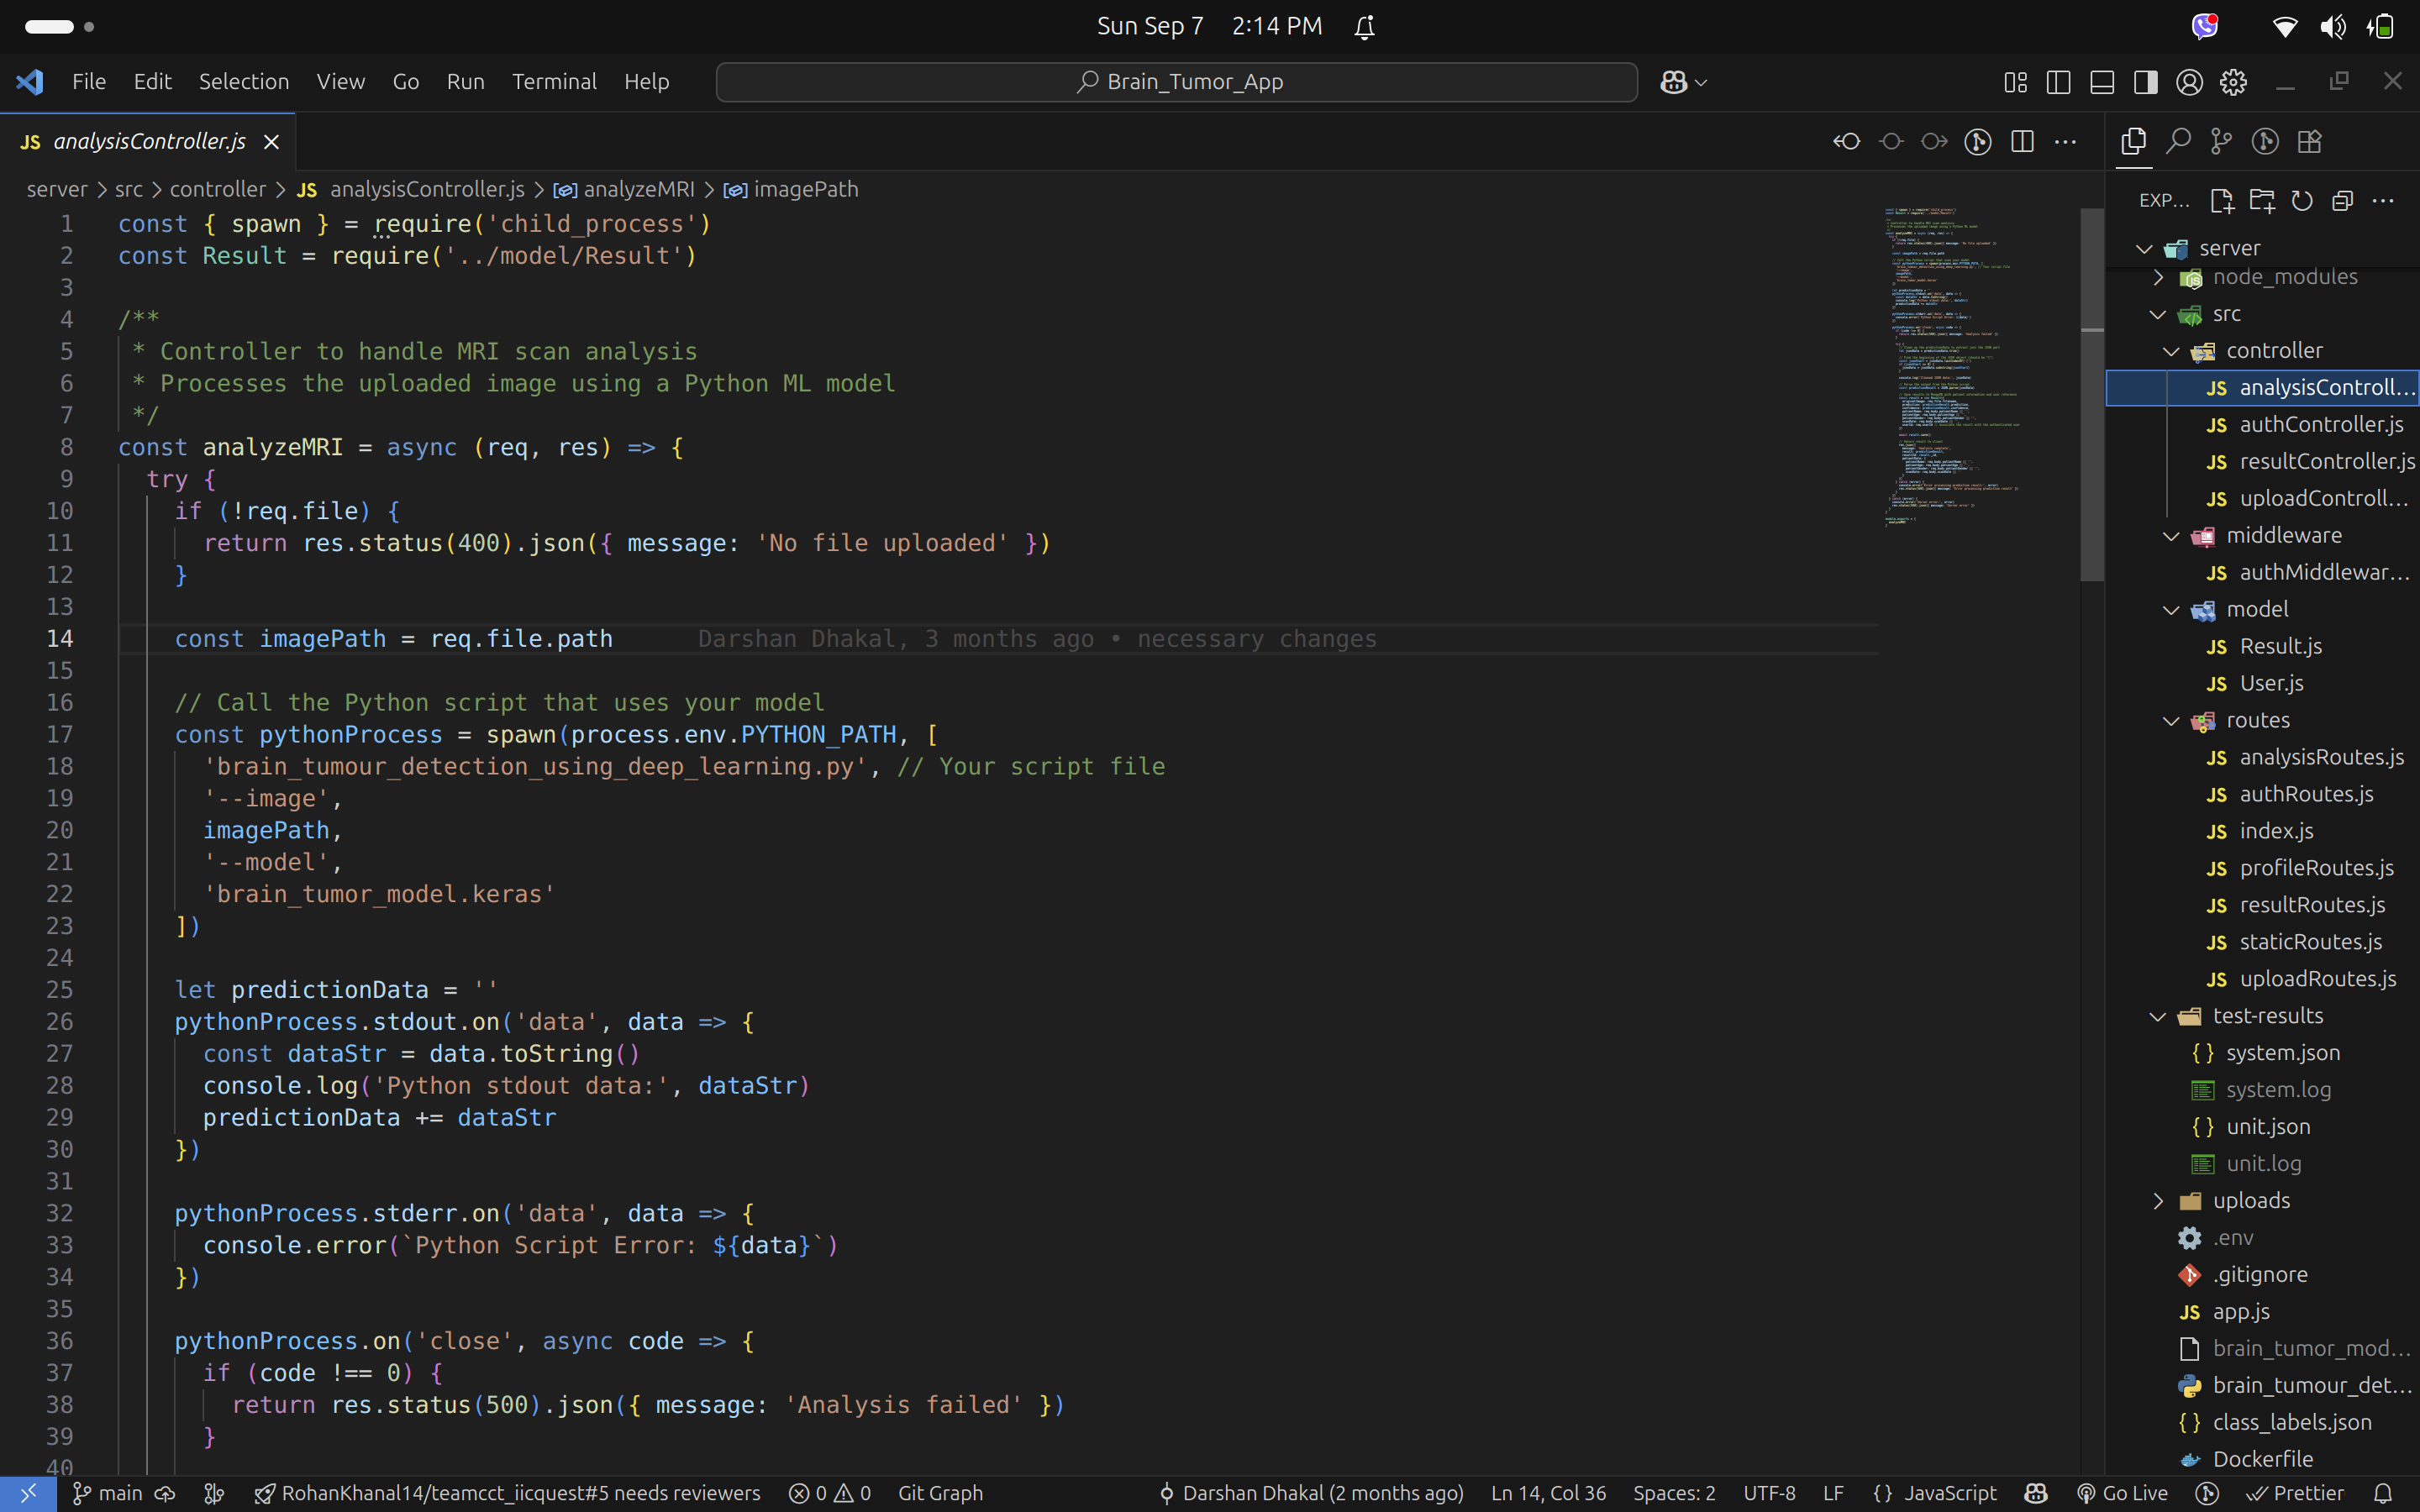 Sun Sep 7 2:14 PM
File Edit Selection View Go Run Terminal Help Brain_Tumor_App
JS analysisController.js
server > src > controller > JS analysisController.js > analyzeMRI > imagePath
1 const { spawn } = require('child_process')
2 const Result = require('../model/Result')
3
4 /**
5 * Controller to handle MRI scan analysis
6 * Processes the uploaded image using a Python ML model
7 */
8 const analyzeMRI = async (req, res) => {
9 try {
10 if (!req.file) {
11 return res.status(400).json({ message: 'No file uploaded' })
12 }
13
14 const imagePath = req.file.path Darshan Dhakal, 3 months ago • necessary changes
15
16 // Call the Python script that uses your model
17 const pythonProcess = spawn(process.env.PYTHON_PATH, [
18 'brain_tumour_detection_using_deep_learning.py', // Your script file
19 '--image',
20 imagePath,
21 '--model',
22 'brain_tumor_model.keras'
23 ])
24
25 let predictionData = ''
26 pythonProcess.stdout.on('data', data => {
27 const dataStr = data.toString()
28 console.log('Python stdout data:', dataStr)
29 predictionData += dataStr
30 })
31
32 pythonProcess.stderr.on('data', data => {
33 console.error(`Python Script Error: ${data}`)
34 })
35
36 pythonProcess.on('close', async code => {
37 if (code !== 0) {
38 return res.status(500).json({ message: 'Analysis failed' })
39 }
40
EXP...
server
node_modules
src
controller
JS analysisControll...
JS authController.js
JS resultController.js
JS uploadControll...
middleware
JS authMiddlewar...
model
JS Result.js
JS User.js
routes
JS analysisRoutes.js
JS authRoutes.js
JS index.js
JS profileRoutes.js
JS resultRoutes.js
JS staticRoutes.js
JS uploadRoutes.js
test-results
{} system.json
system.log
{} unit.json
unit.log
uploads
.env
.gitignore
JS app.js
brain_tumor_mod...
brain_tumour_det...
{} class_labels.json
Dockerfile
main RohanKhanal14/teamcct_iicquest#5 needs reviewers 0 0 Git Graph Darshan Dhakal (2 months ago) Ln 14, Col 36 Spaces: 2 UTF-8 LF {} JavaScript Go Live Prettier